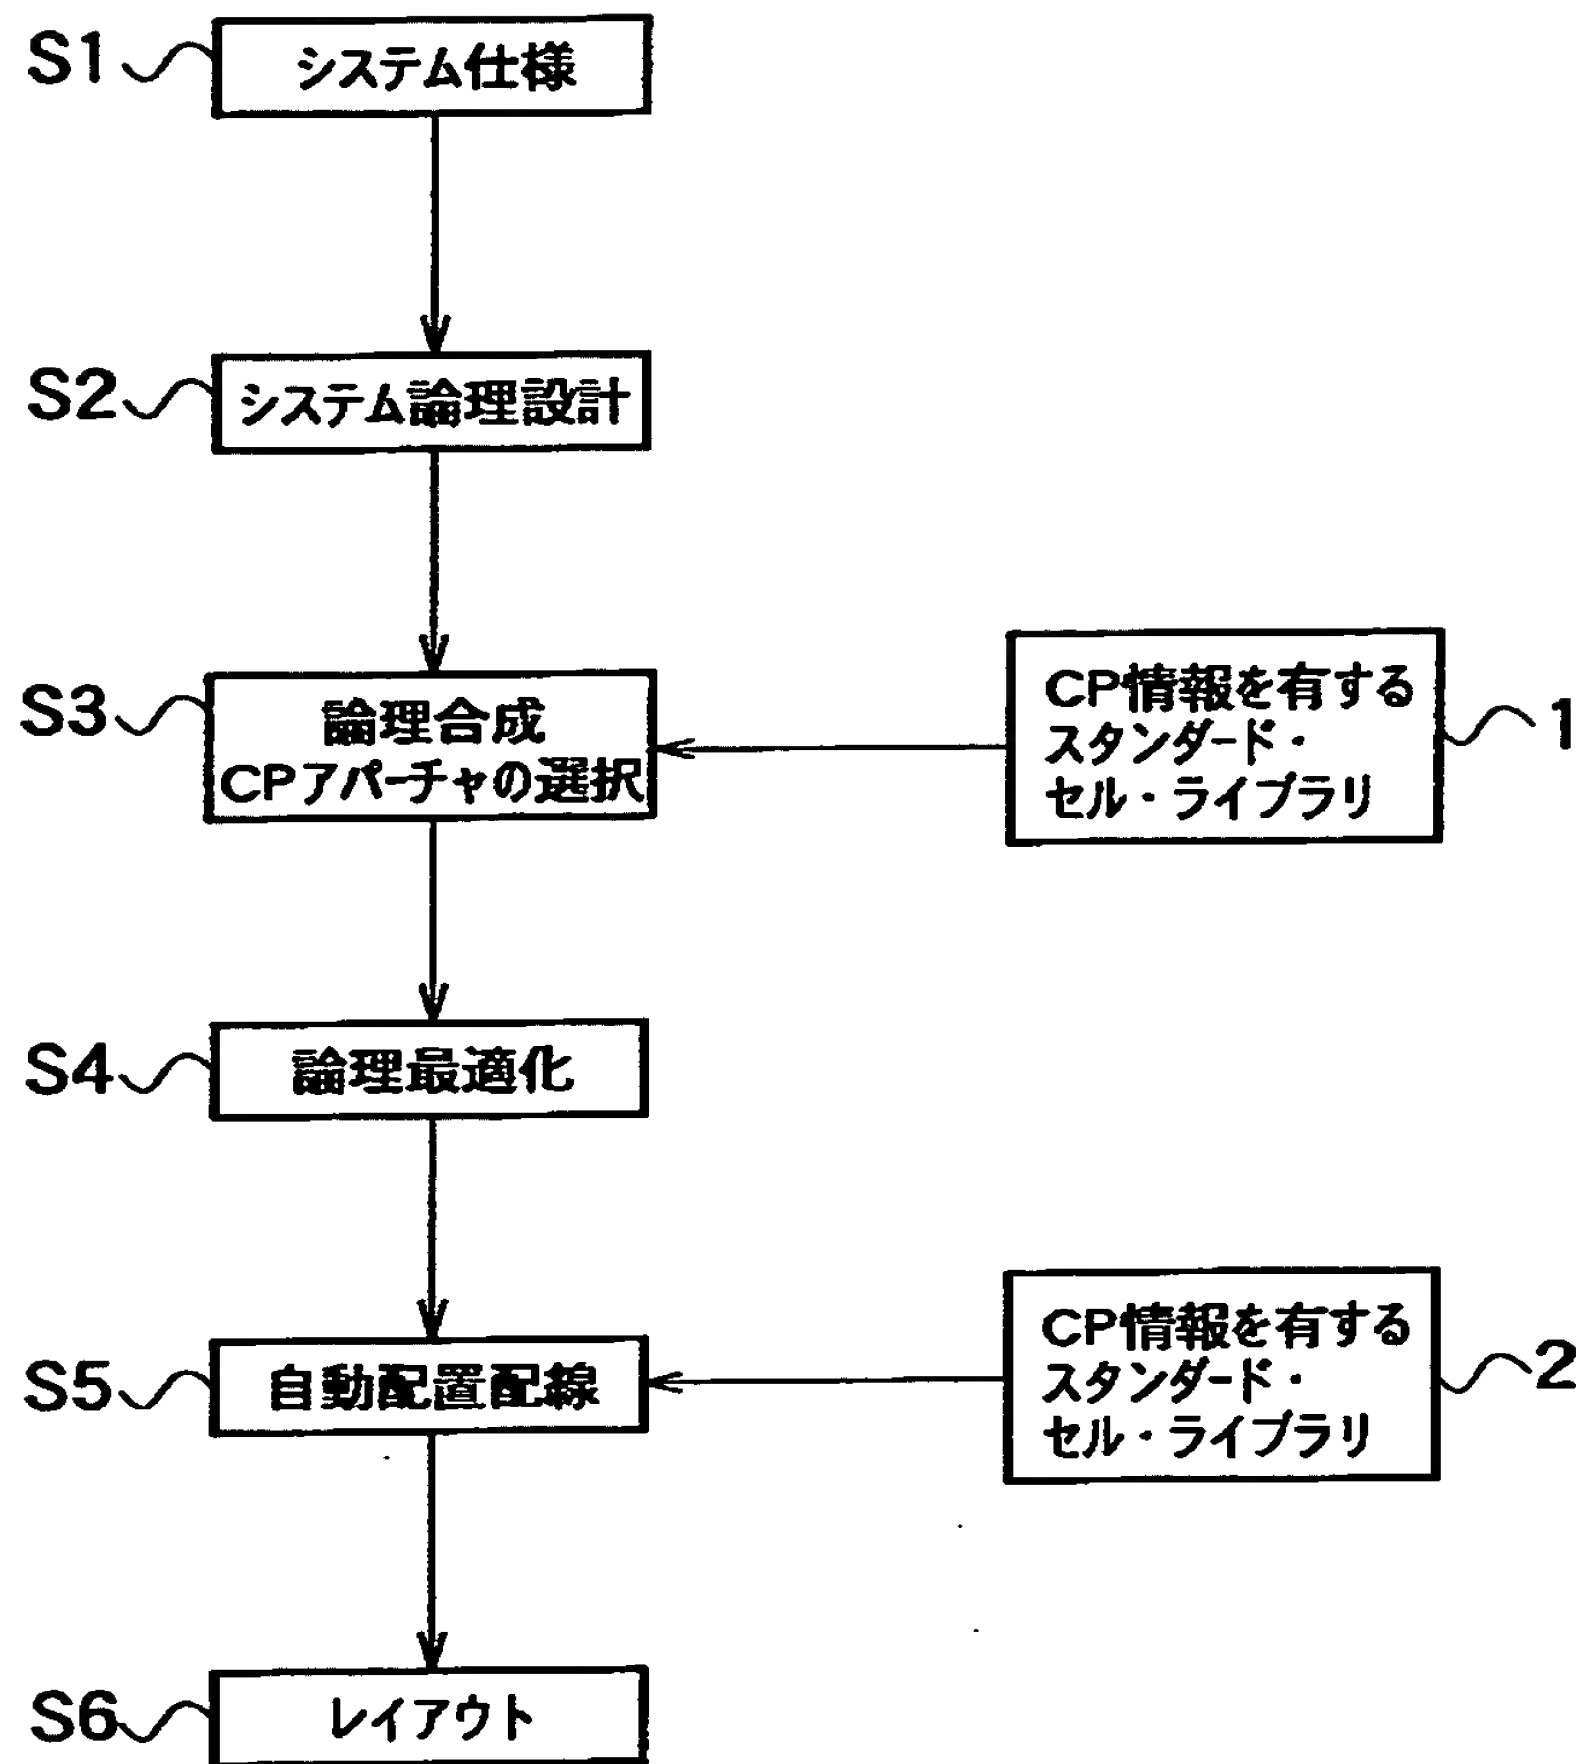 S1
システム仕様
S2
システム論理設計
S3
論理合成
CPアパーチャの選択
CP情報を有する
スタンダード・
セル・ライブラリ
1
S4
論理最適化
S5
自動配置配線
CP情報を有する
スタンダード・
セル・ライブラリ
2
S6
レイアウト